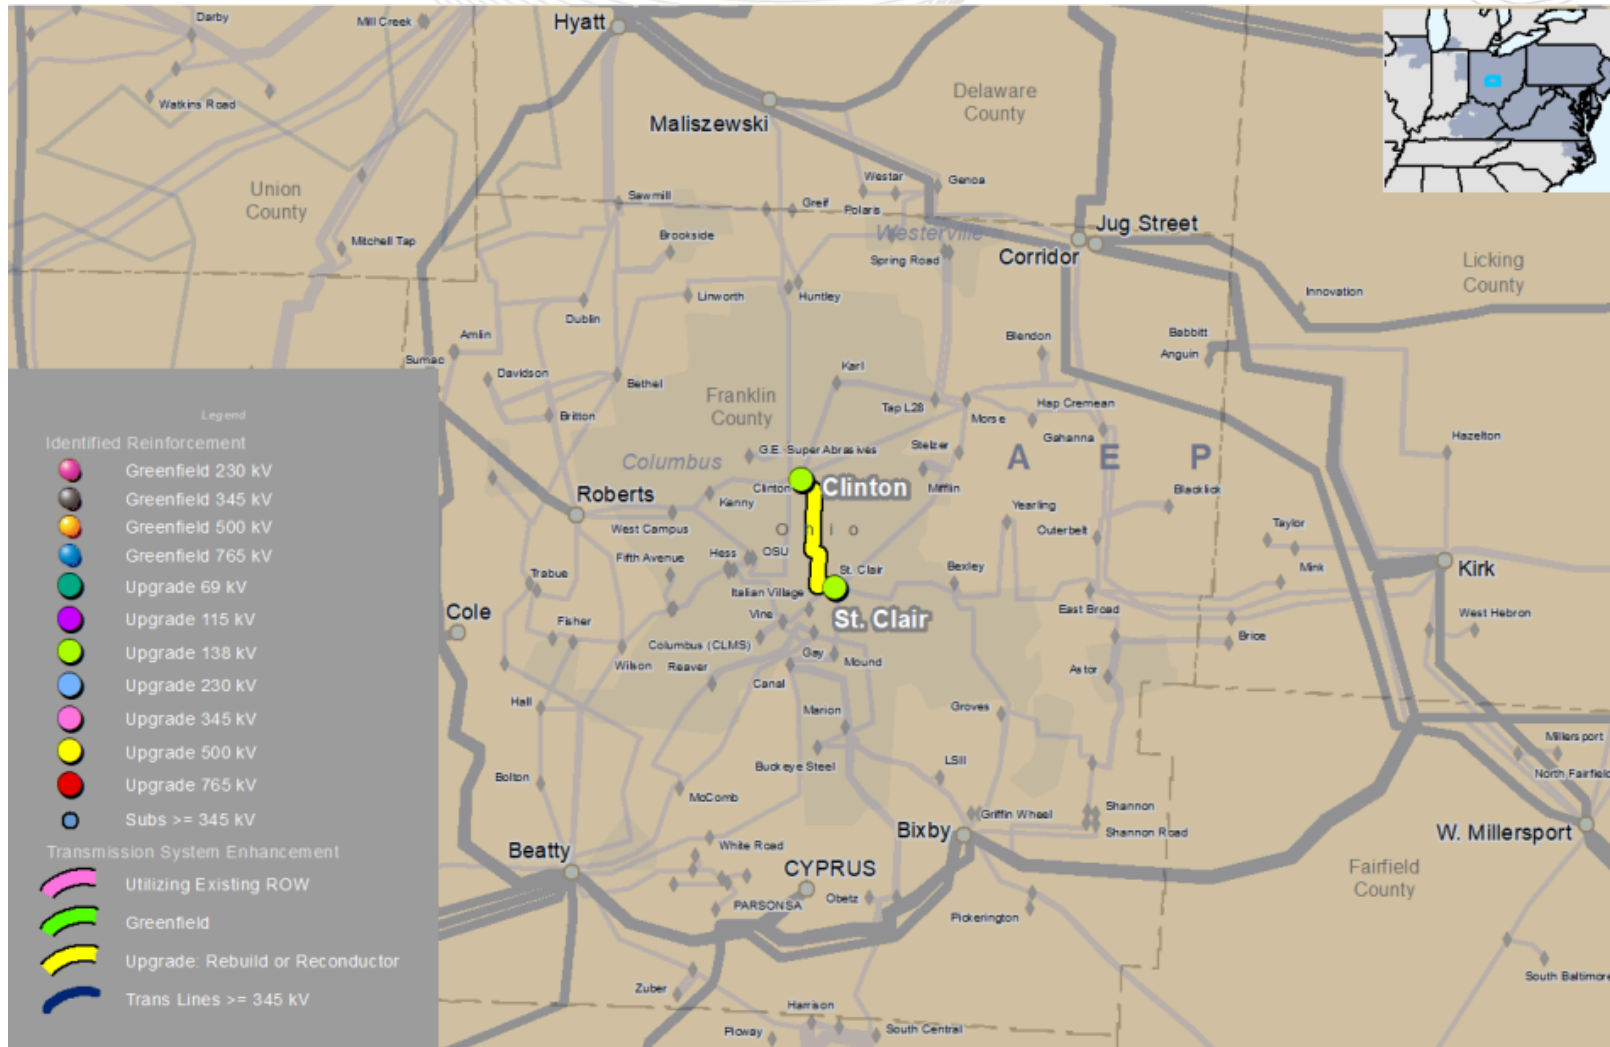 Darby
Mill Creek
Hyatt
Watkins Road
Maliszewski
Delaware
County
Union
County
Sawmill
Westar
Genoa
Greif
Polaris
Mitchell Tap
Brookside
Westerville
Jug Street
Spring Road
Corridor
Licking
County
Linworth
Huntley
Innovation
Dublin
Amlin
Blendon
Babbitt
Anguin
Sumac
Davidson
Bethel
Karl
Franklin
County
Britton
Tap L28
Morse
Hap Cremean
Gahanna
Hazelton
G.E. Super Abrasives
Stelzer
Columbus
A E P
Clinton
Clinton
Mifflin
Roberts
Kenny
Blacklick
Yearling
West Campus
Ohio
Outerbelt
Taylor
Fifth Avenue
Hess
OSU
St. Clair
Bexley
Kirk
Trabue
Mink
Italian Village
Cole
Vine
St. Clair
East Broad
West Hebron
Fisher
Columbus (CLMS)
Brice
Wilson
Reaver
Gay
Mound
Astor
Canal
Hall
Marion
Groves
Millersport
Buckeye Steel
LSII
North Fairfield
Bolton
McComb
Griffin Wheel
Shannon
Bixby
Shannon Road
W. Millersport
Beatty
White Road
CYPRUS
Fairfield
County
PARSONSA
Obetz
Pickerington
South Baltimore
Zuber
Harrison
Ploway
South Central
Legend
Identified Reinforcement
Greenfield 230 kV
Greenfield 345 kV
Greenfield 500 kV
Greenfield 765 kV
Upgrade 69 kV
Upgrade 115 kV
Upgrade 138 kV
Upgrade 230 kV
Upgrade 345 kV
Upgrade 500 kV
Upgrade 765 kV
Subs >= 345 kV
Transmission System Enhancement
Utilizing Existing ROW
Greenfield
Upgrade: Rebuild or Reconductor
Trans Lines >= 345 kV